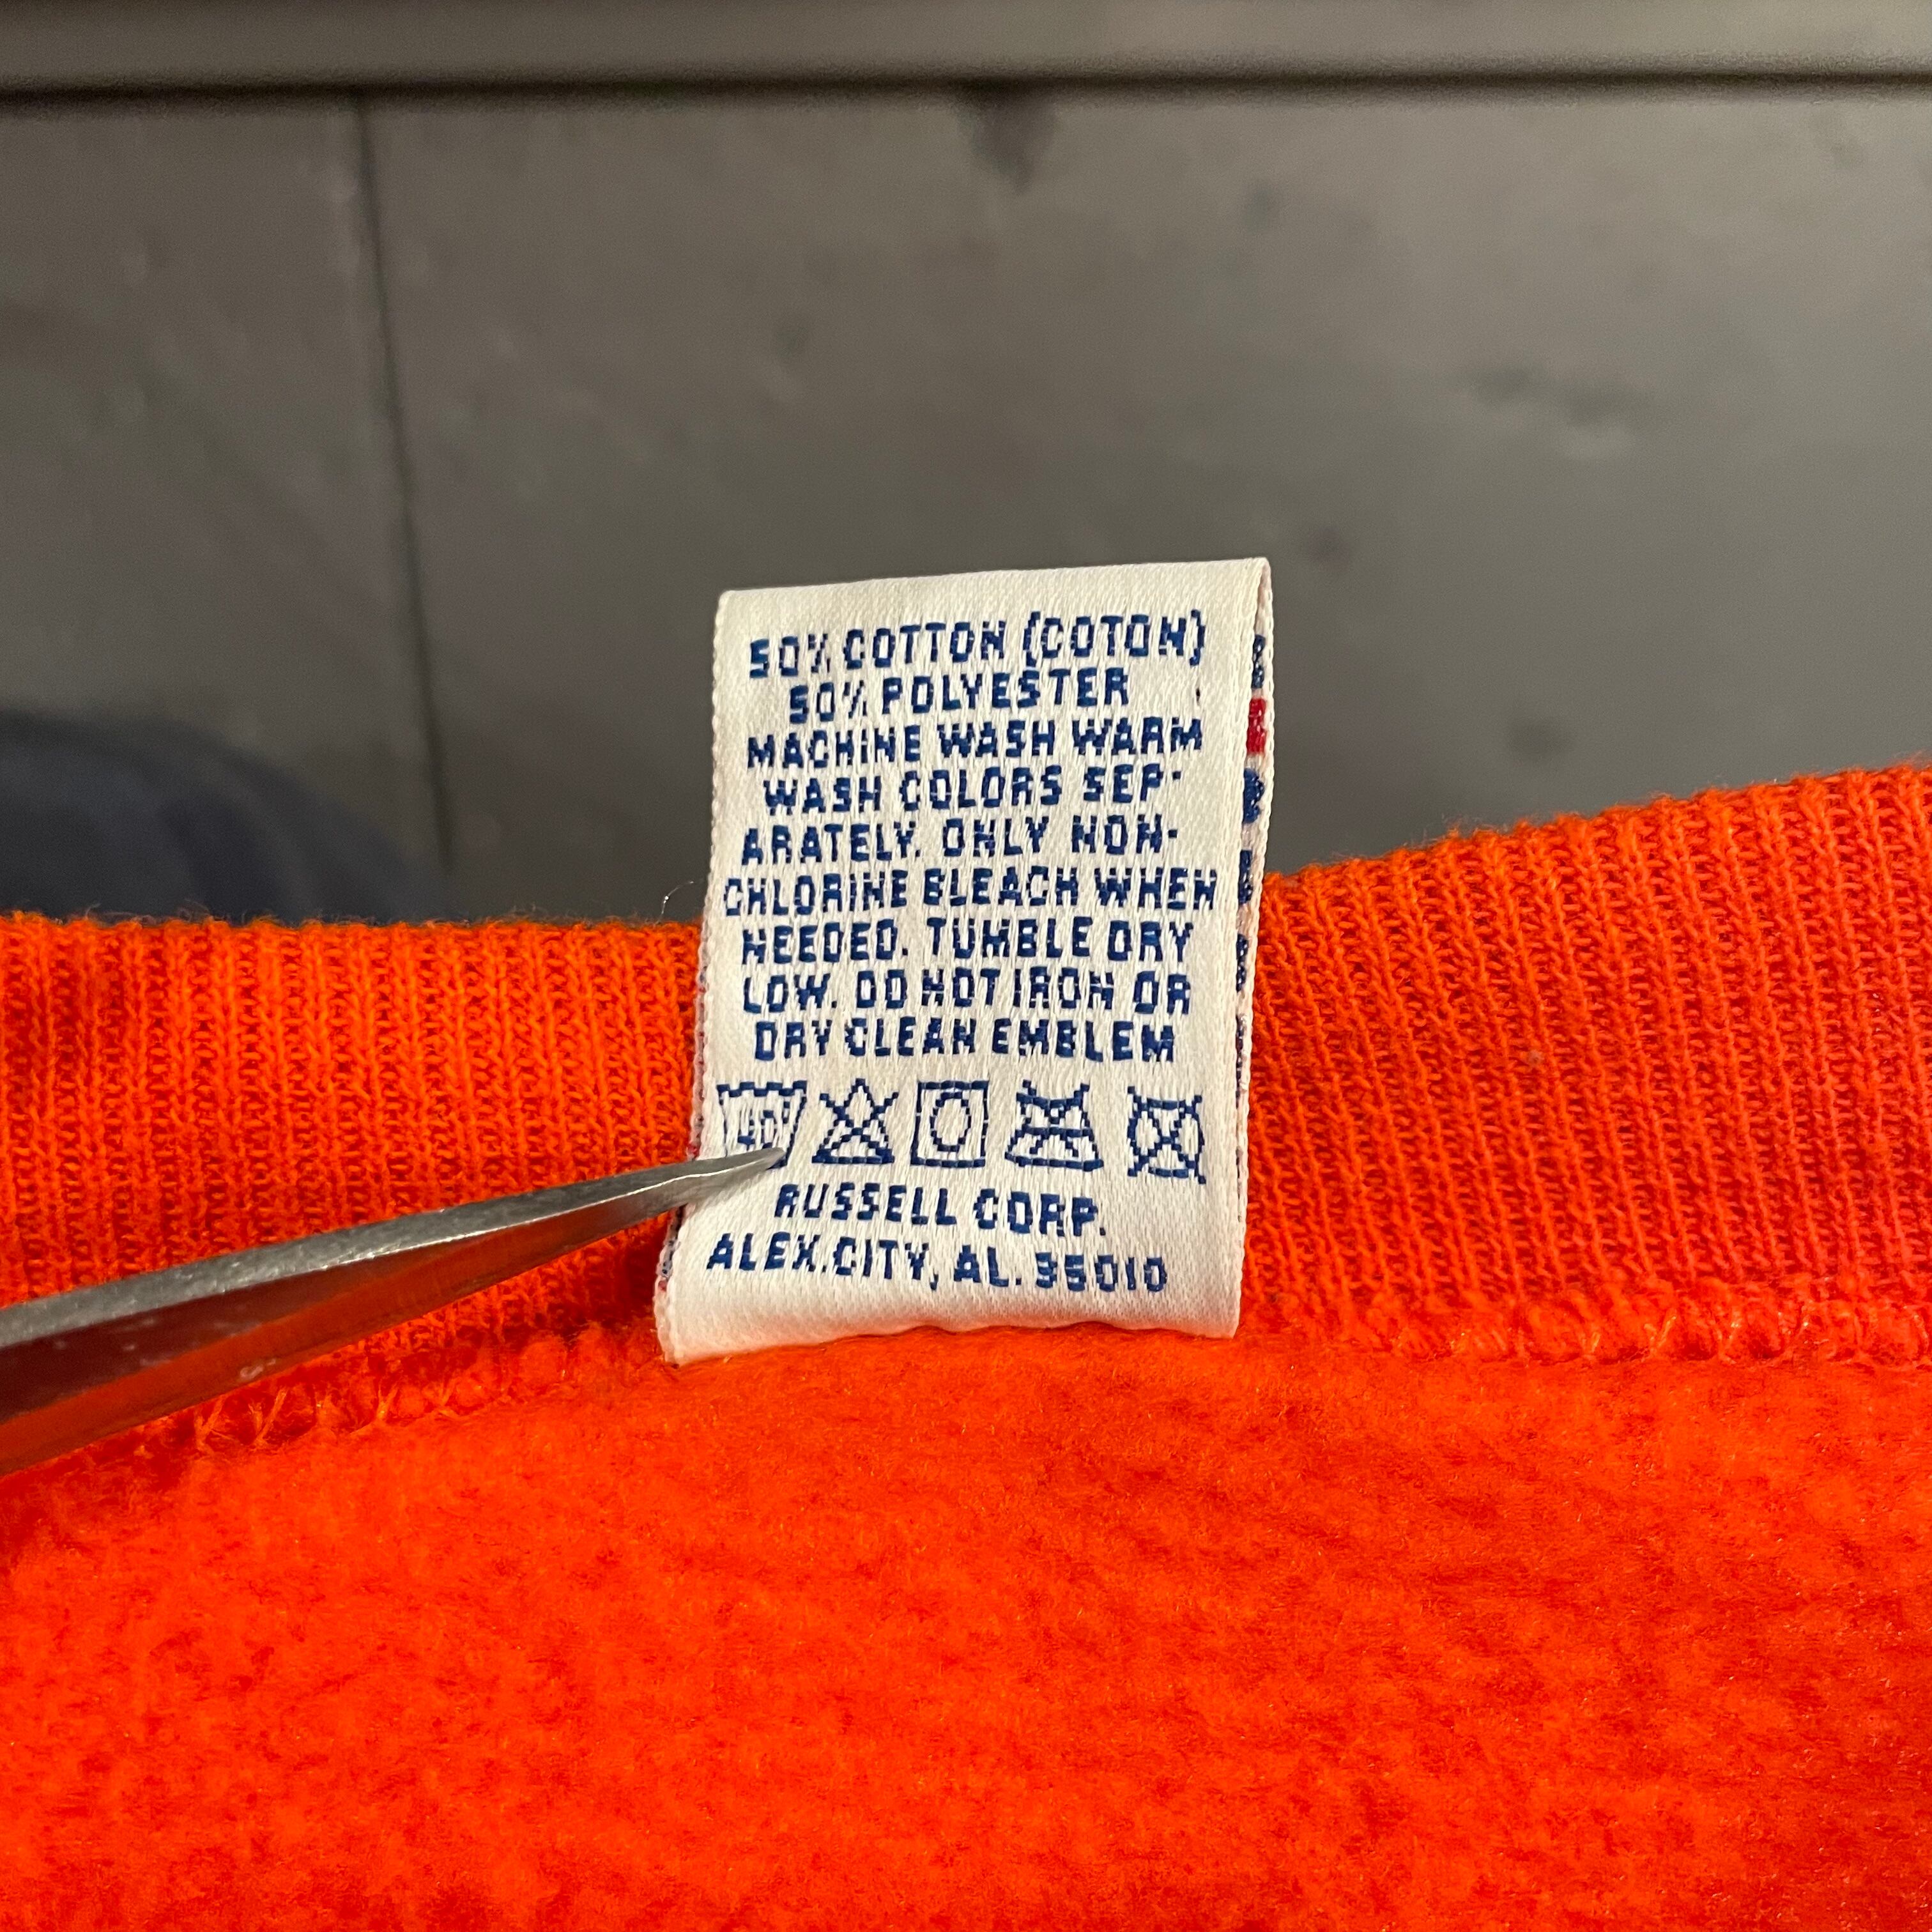 50% COTTON (COTON)
50% POLYESTER
MACHINE WASH WARM
WASH COLORS SEP-
ARATELY. ONLY NON-
CHLORINE BLEACH WHEN
NEEDED. TUMBLE DRY
LOW. DO NOT IRON OR
DRY CLEAN EMBLEM
40°
RUSSELL CORP.
ALEX.CITY, AL. 35010